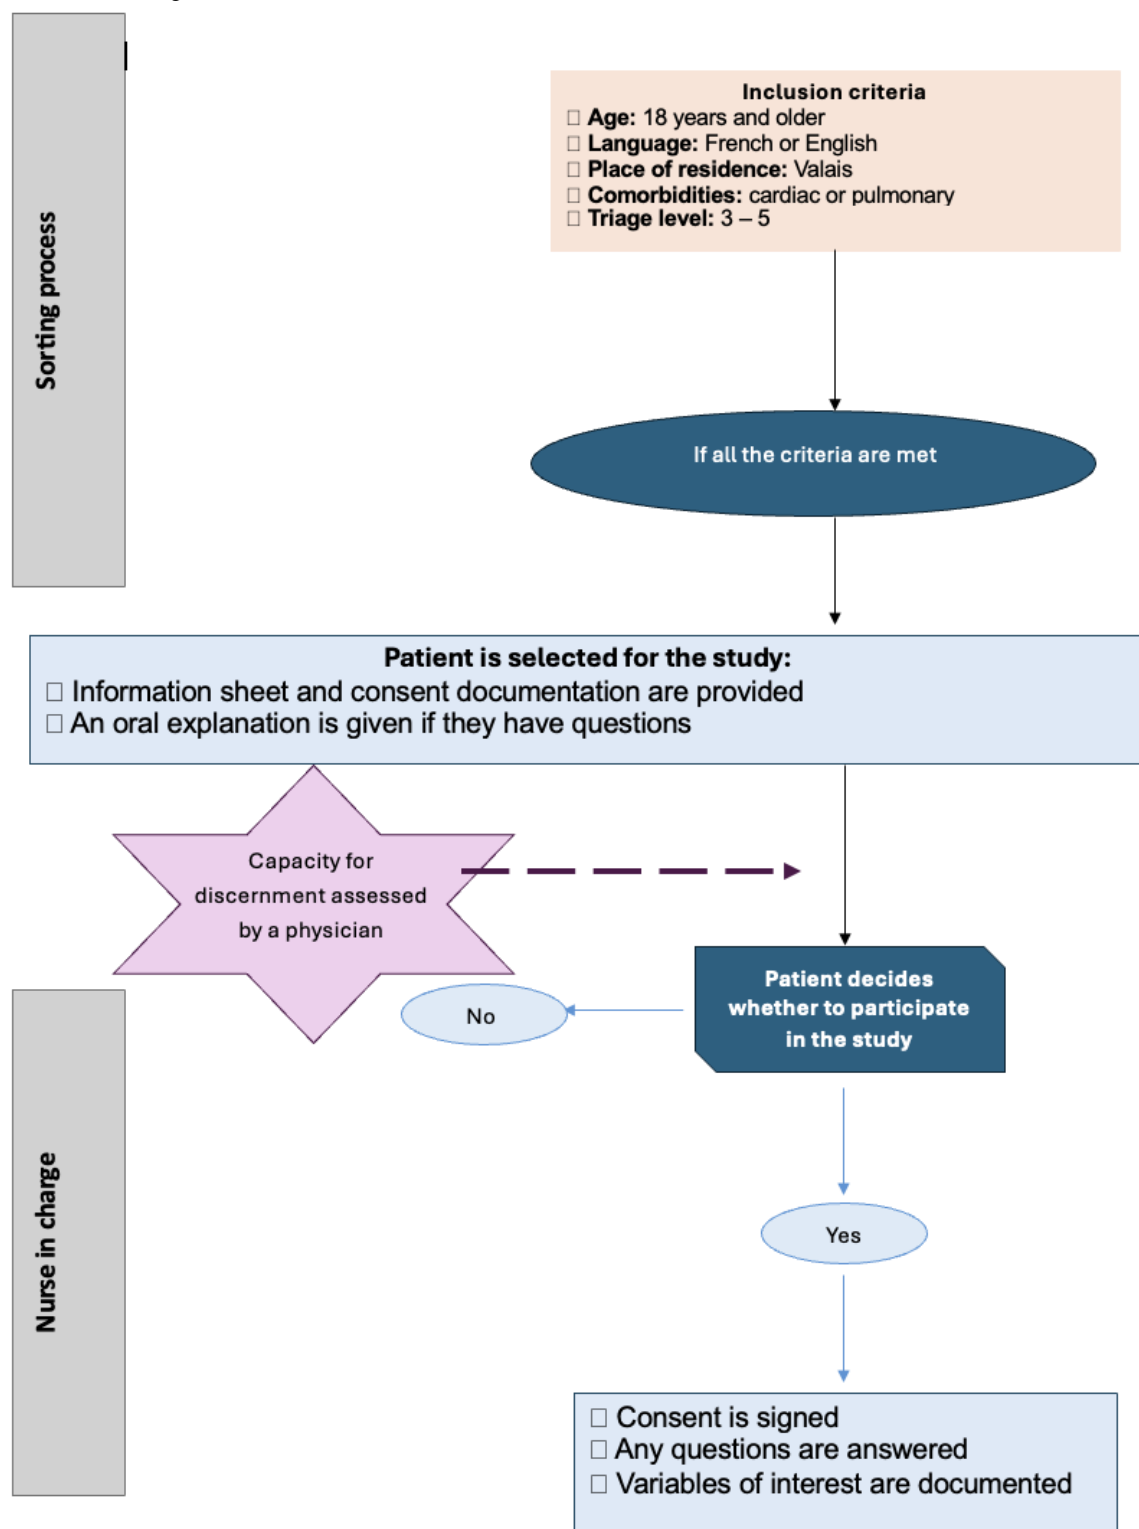 Sorting process
Inclusion criteria
☐ Age: 18 years and older
☐ Language: French or English
☐ Place of residence: Valais
☐ Comorbidities: cardiac or pulmonary
☐ Triage level: 3 – 5
If all the criteria are met
Patient is selected for the study:
☐ Information sheet and consent documentation are provided
☐ An oral explanation is given if they have questions
Capacity for
discernment assessed
by a physician
Patient decides
whether to participate
in the study
No
Nurse in charge
Yes
☐ Consent is signed
☐ Any questions are answered
☐ Variables of interest are documented